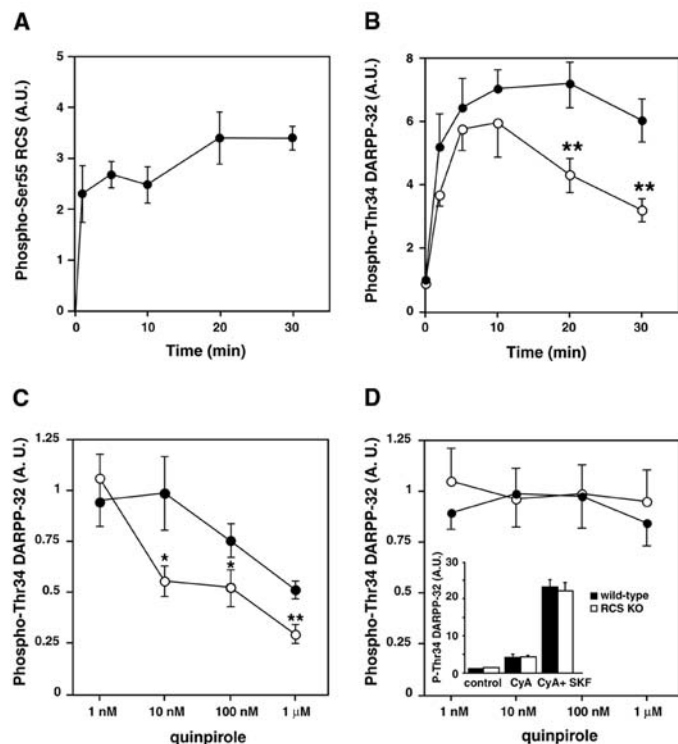 A
Phospho-Ser55 RCS (A.U.)
5
4
3
2
1
0
0
10
20
30
Time (min)
B
Phospho-Thr34 DARPP-32 (A.U.)
8
6
4
2
0
**
**
0
10
20
30
Time (min)
C
Phospho-Thr34 DARPP-32 (A. U.)
1.25
1
0.75
0.5
0.25
0
*
*
**
1 nM
10 nM
100 nM
1 µM
quinpirole
D
Phospho-Thr34 DARPP-32 (A. U.)
1.25
1
0.75
0.5
0.25
0
P-Thr34 DARPP-32 (A.U.)
30
20
10
0
wild-type
RCS KO
control
CyA
CyA+ SKF
1 nM
10 nM
100 nM
1 µM
quinpirole